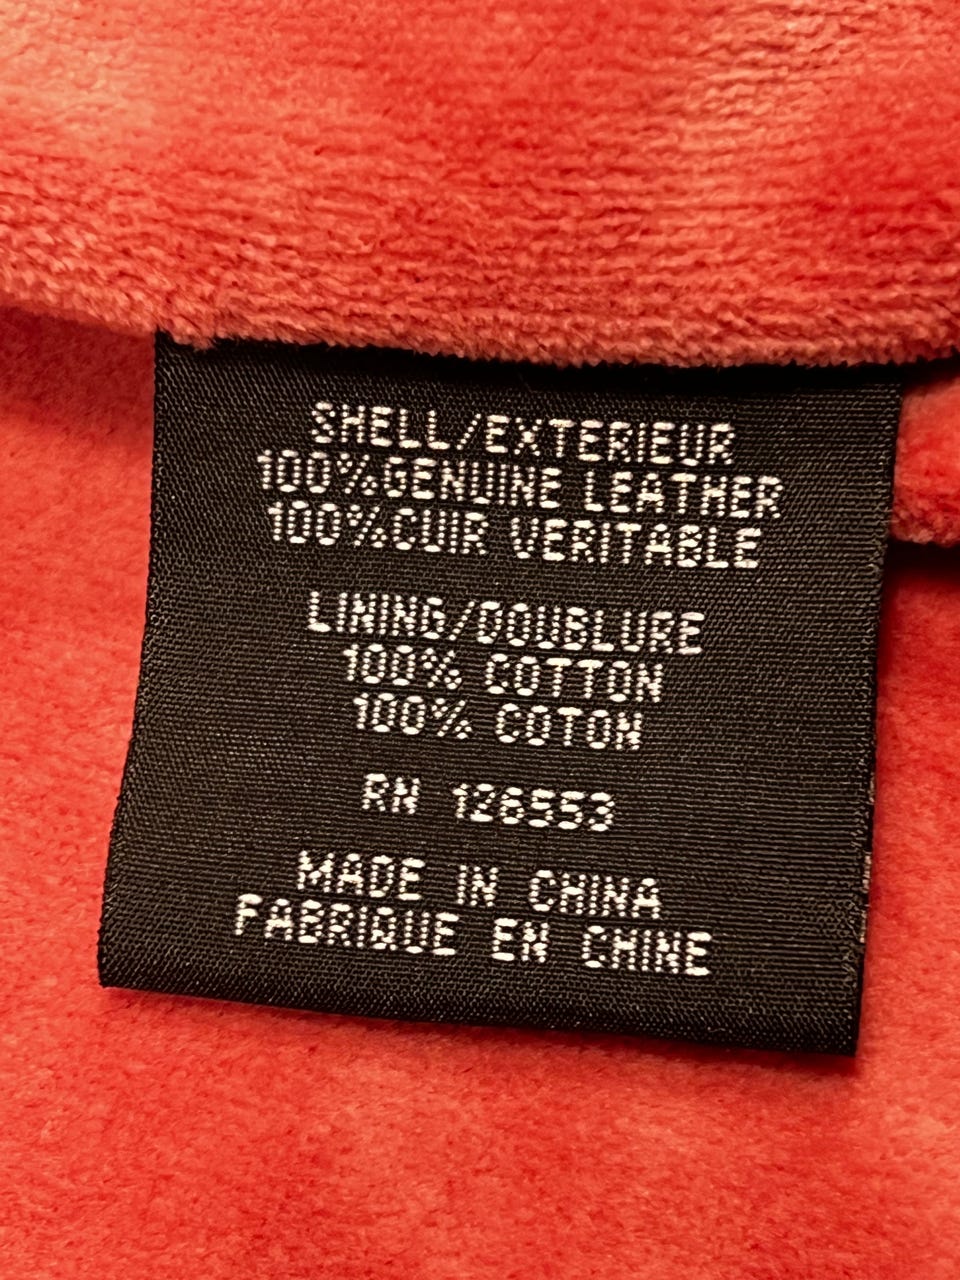 SHELL/EXTERIEUR
100%GENUINE LEATHER
100%CUIR VERITABLE
LINING/DOUBLURE
100% COTTON
100% COTON
RN 126553
MADE IN CHINA
FABRIQUE EN CHINE